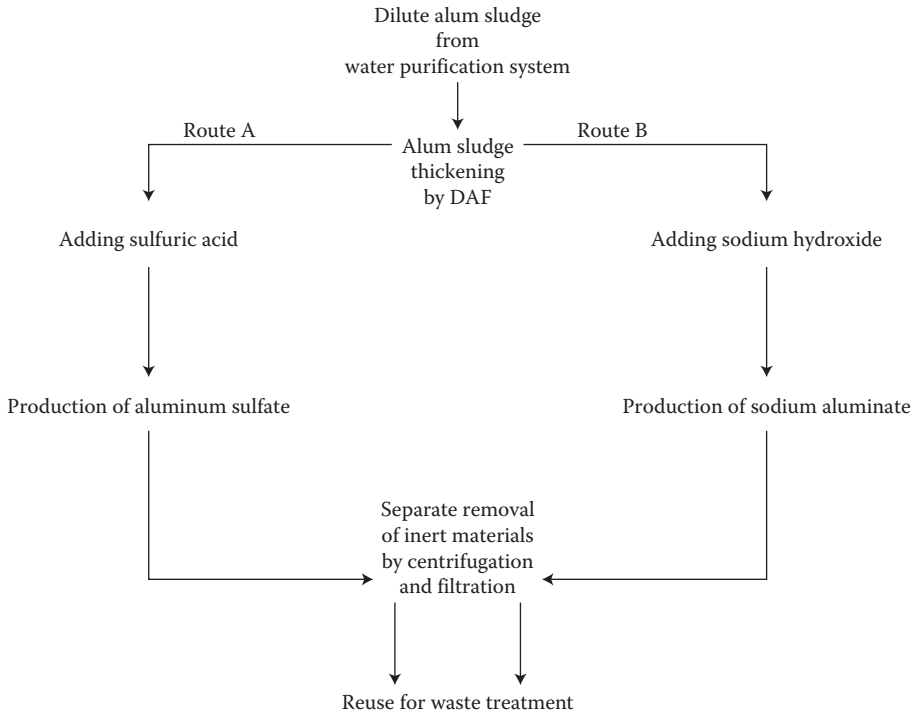 Dilute alum sludge
from
water purification system
Route A
Route B
Alum sludge
thickening
by DAF
Adding sulfuric acid
Adding sodium hydroxide
Production of aluminum sulfate
Production of sodium aluminate
Separate removal
of inert materials
by centrifugation
and filtration
Reuse for waste treatment